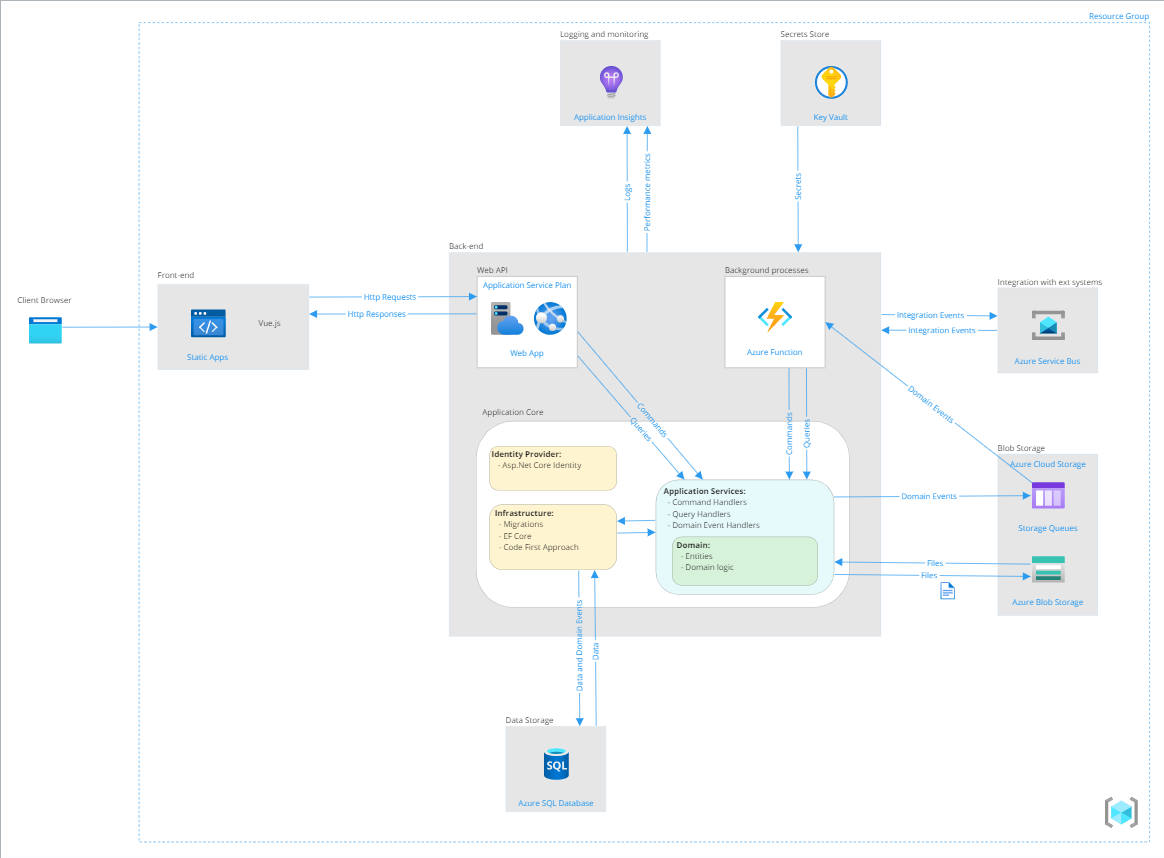 Resource Group
Logging and monitoring
Application Insights
Secrets Store
Key Vault
Logs
Performance metrics
Secrets
Client Browser
Front-end
Static Apps
Vue.js
Http Requests
Http Responses
Back-end
Web API
Application Service Plan
Web App
Background processes
Azure Function
Integration Events
Integration Events
Integration with ext systems
Azure Service Bus
Commands
Queries
Commands
Queries
Domain Events
Application Core
Identity Provider:
- Asp.Net Core Identity
Infrastructure:
- Migrations
- EF Core
- Code First Approach
Application Services:
- Command Handlers
- Query Handlers
- Domain Event Handlers
Domain:
- Entities
- Domain logic
Domain Events
Files
Files
Blob Storage
Azure Cloud Storage
Storage Queues
Azure Blob Storage
Data and Domain Events
Data
Data Storage
SQL
Azure SQL Database